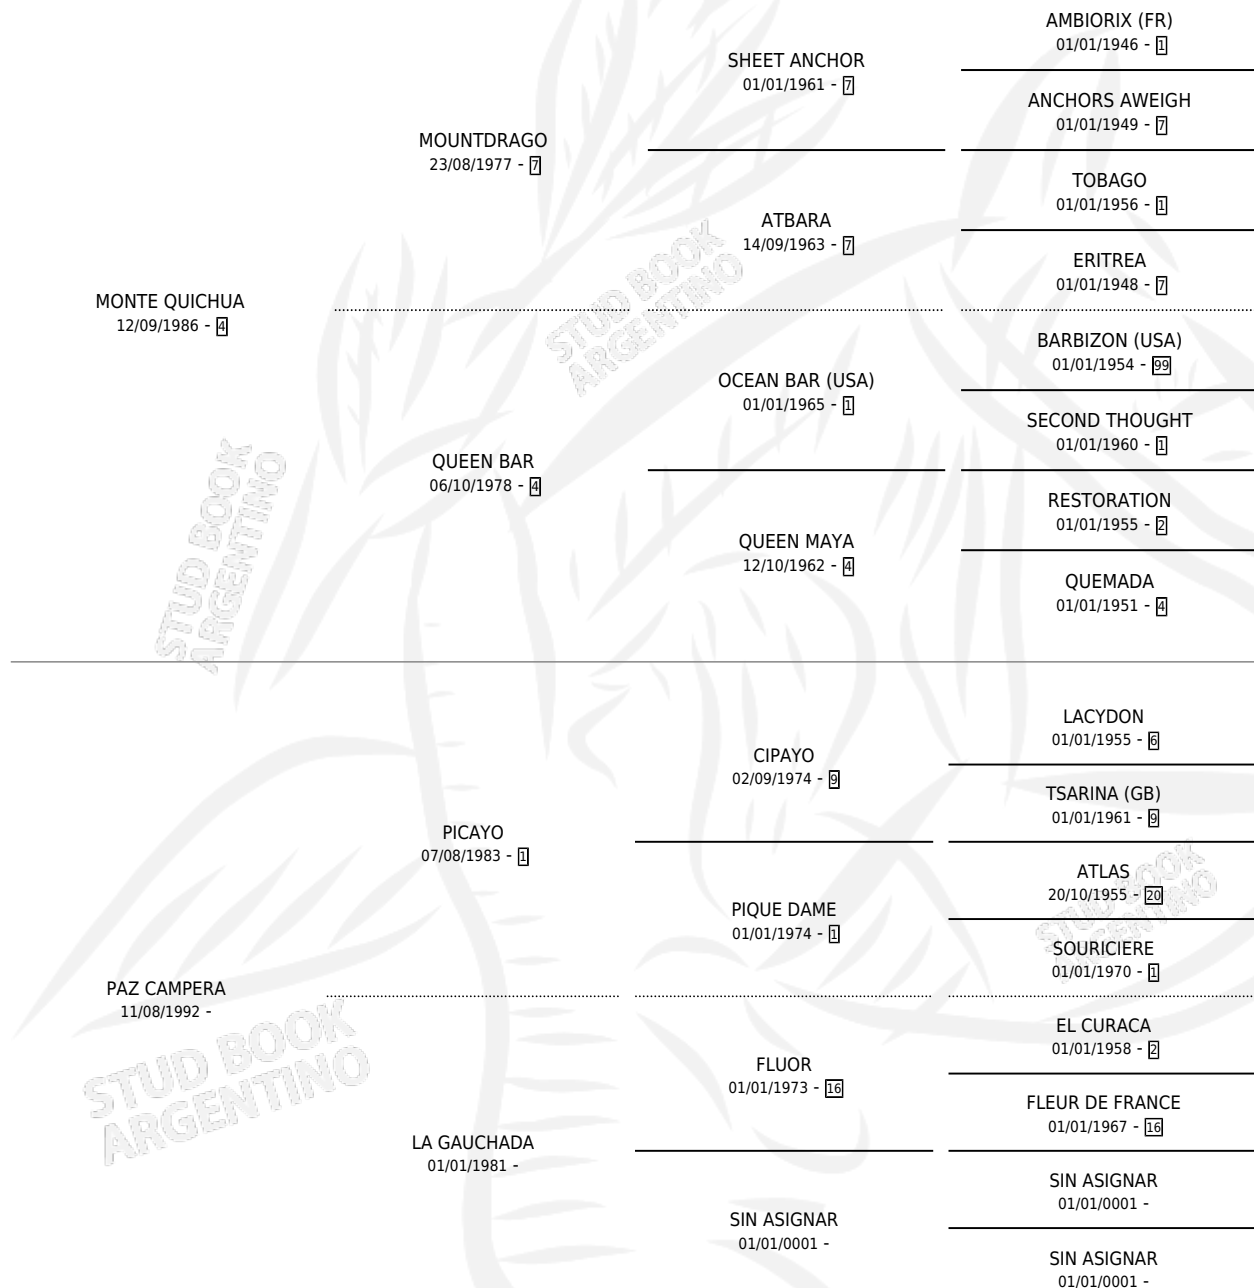 AMBIORIX (FR)
01/01/1946 - 1
SHEET ANCHOR
01/01/1961 - 7
ANCHORS AWEIGH
01/01/1949 - 7
MOUNTDRAGO
23/08/1977 - 7
TOBAGO
01/01/1956 - 1
ATBARA
14/09/1963 - 7
ERITREA
01/01/1948 - 7
MONTE QUICHUA
12/09/1986 - 4
BARBIZON (USA)
01/01/1954 - 99
OCEAN BAR (USA)
01/01/1965 - 1
SECOND THOUGHT
01/01/1960 - 1
QUEEN BAR
06/10/1978 - 4
RESTORATION
01/01/1955 - 2
QUEEN MAYA
12/10/1962 - 4
QUEMADA
01/01/1951 - 4
LACYDON
01/01/1955 - 6
CIPAYO
02/09/1974 - 9
TSARINA (GB)
01/01/1961 - 9
PICAYO
07/08/1983 - 1
ATLAS
20/10/1955 - 20
PIQUE DAME
01/01/1974 - 1
SOURICIERE
01/01/1970 - 1
PAZ CAMPERA
11/08/1992 -
EL CURACA
01/01/1958 - 2
FLUOR
01/01/1973 - 16
FLEUR DE FRANCE
01/01/1967 - 16
LA GAUCHADA
01/01/1981 -
SIN ASIGNAR
01/01/0001 -
SIN ASIGNAR
01/01/0001 -
SIN ASIGNAR
01/01/0001 -
STUD BOOK
ARGENTINO
STUD BOOK
ARGENTINO
STUD BOOK
ARGENTINO
STUD BOOK
ARGENTINO